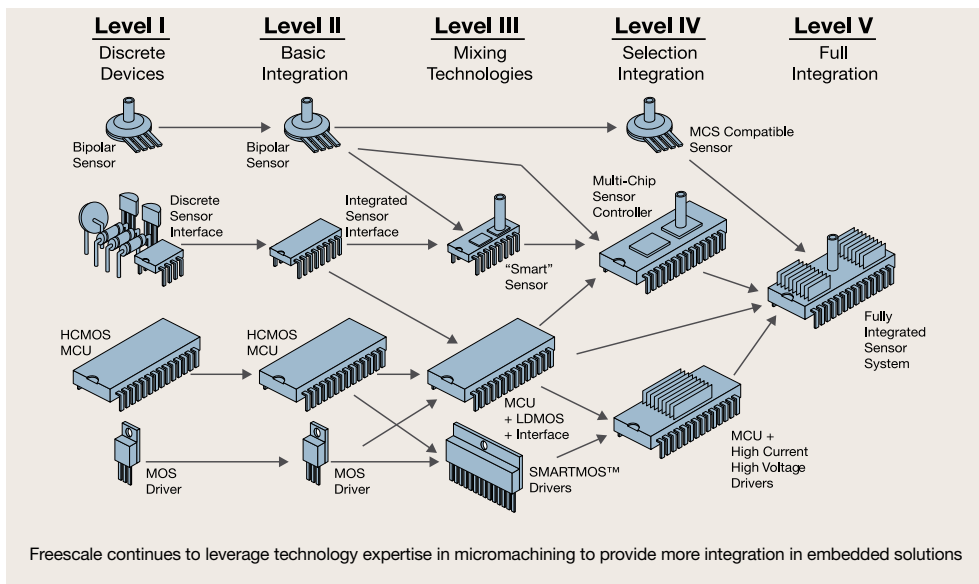 Level I
Discrete
Devices
Level II
Basic
Integration
Level III
Mixing
Technologies
Level IV
Selection
Integration
Level V
Full
Integration
Bipolar
Sensor
Bipolar
Sensor
MCS Compatible
Sensor
Discrete
Sensor
Interface
Integrated
Sensor
Interface
“Smart”
Sensor
Multi-Chip
Sensor
Controller
Fully
Integrated
Sensor
System
HCMOS
MCU
HCMOS
MCU
MCU
+ LDMOS
+ Interface
MCU +
High Current
High Voltage
Drivers
MOS
Driver
MOS
Driver
SMARTMOS™
Drivers
Freescale continues to leverage technology expertise in micromachining to provide more integration in embedded solutions